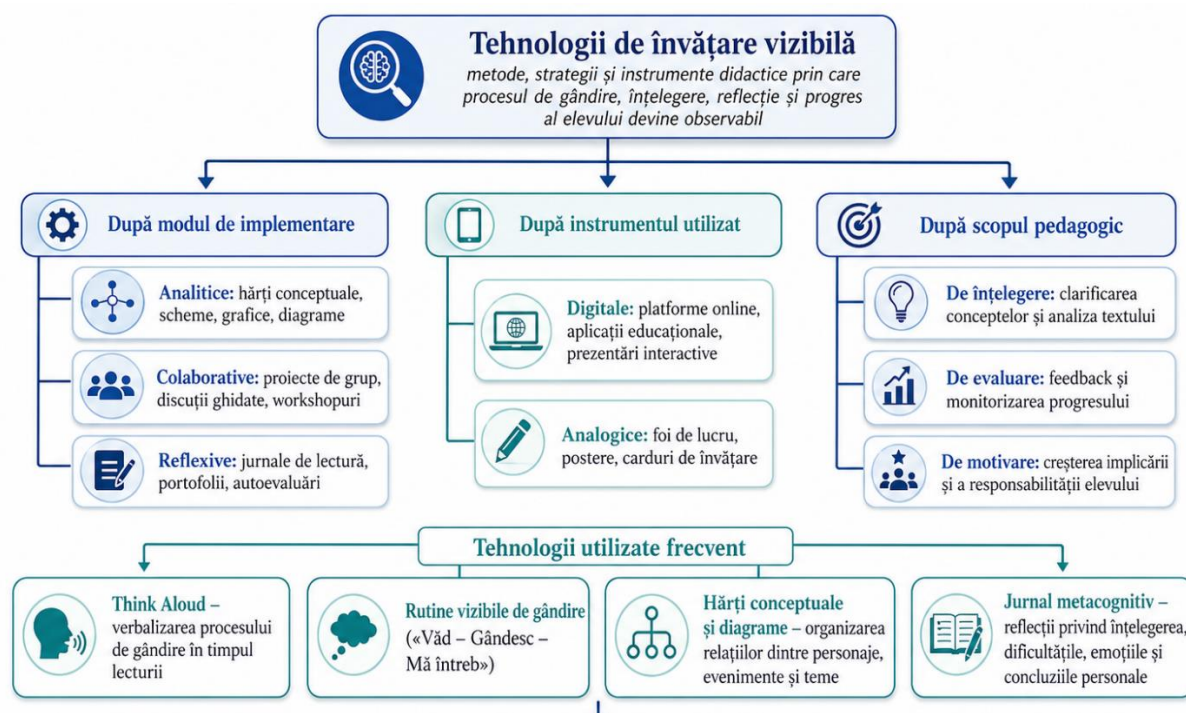 Tehnologii de învățare vizibilă
metode, strategii și instrumente didactice prin care
procesul de gândire, înțelegere, reflecție și progres
al elevului devine observabil
După modul de implementare
Analitice: hărți conceptuale,
scheme, grafice, diagrame
Colaborative: proiecte de grup,
discuții ghidate, workshopuri
Reflexive: jurnale de lectură,
portofolii, autoevaluări
După instrumentul utilizat
Digitale: platforme online,
aplicații educaționale,
prezentări interactive
Analogice: foi de lucru,
postere, carduri de învățare
După scopul pedagogic
De înțelegere: clarificarea
conceptelor și analiza textului
De evaluare: feedback și
monitorizarea progresului
De motivare: creșterea implicării
și a responsabilității elevului
Tehnologii utilizate frecvent
Think Aloud –
verbalizarea procesului
de gândire în timpul
lecturii
Rutine vizibile de gândire
(«Văd – Gândesc –
Mă întreb»)
Hărți conceptuale
și diagrame – organizarea
relațiilor dintre personaje,
evenimente și teme
Jurnal metacognitiv –
reflecții privind înțelegerea,
dificultățile, emoțiile și
concluziile personale